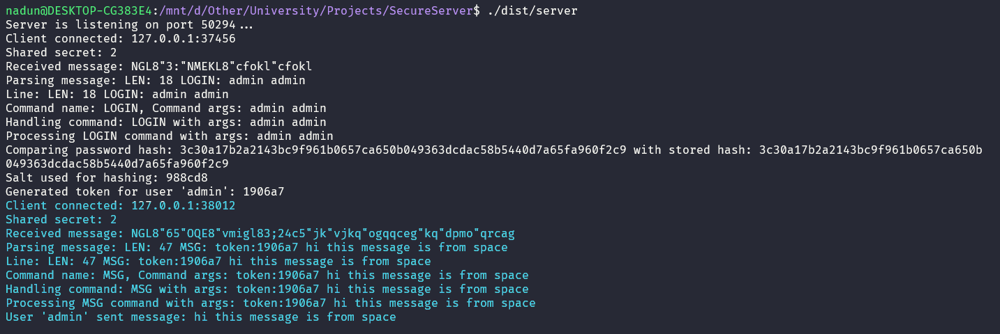 nadun@DESKTOP-CG383E4:/mnt/d/Other/University/Projects/SecureServer$ ./dist/server
Server is listening on port 50294...
Client connected: 127.0.0.1:37456
Shared secret: 2
Received message: NGL8"3:"NMEKL8"cfokl"cfokl
Parsing message: LEN: 18 LOGIN: admin admin
Line: LEN: 18 LOGIN: admin admin
Command name: LOGIN, Command args: admin admin
Handling command: LOGIN with args: admin admin
Processing LOGIN command with args: admin admin
Comparing password hash: 3c30a17b2a2143bc9f961b0657ca650b049363dcdac58b5440d7a65fa960f2c9 with stored hash: 3c30a17b2a2143bc9f961b0657ca650b
049363dcdac58b5440d7a65fa960f2c9
Salt used for hashing: 988cd8
Generated token for user 'admin': 1906a7
Client connected: 127.0.0.1:38012
Shared secret: 2
Received message: NGL8"65"OQE8"vmigl83;24c5"jk"vjkq"ogqqceg"kq"dpmo"qrcag
Parsing message: LEN: 47 MSG: token:1906a7 hi this message is from space
Line: LEN: 47 MSG: token:1906a7 hi this message is from space
Command name: MSG, Command args: token:1906a7 hi this message is from space
Handling command: MSG with args: token:1906a7 hi this message is from space
Processing MSG command with args: token:1906a7 hi this message is from space
User 'admin' sent message: hi this message is from space